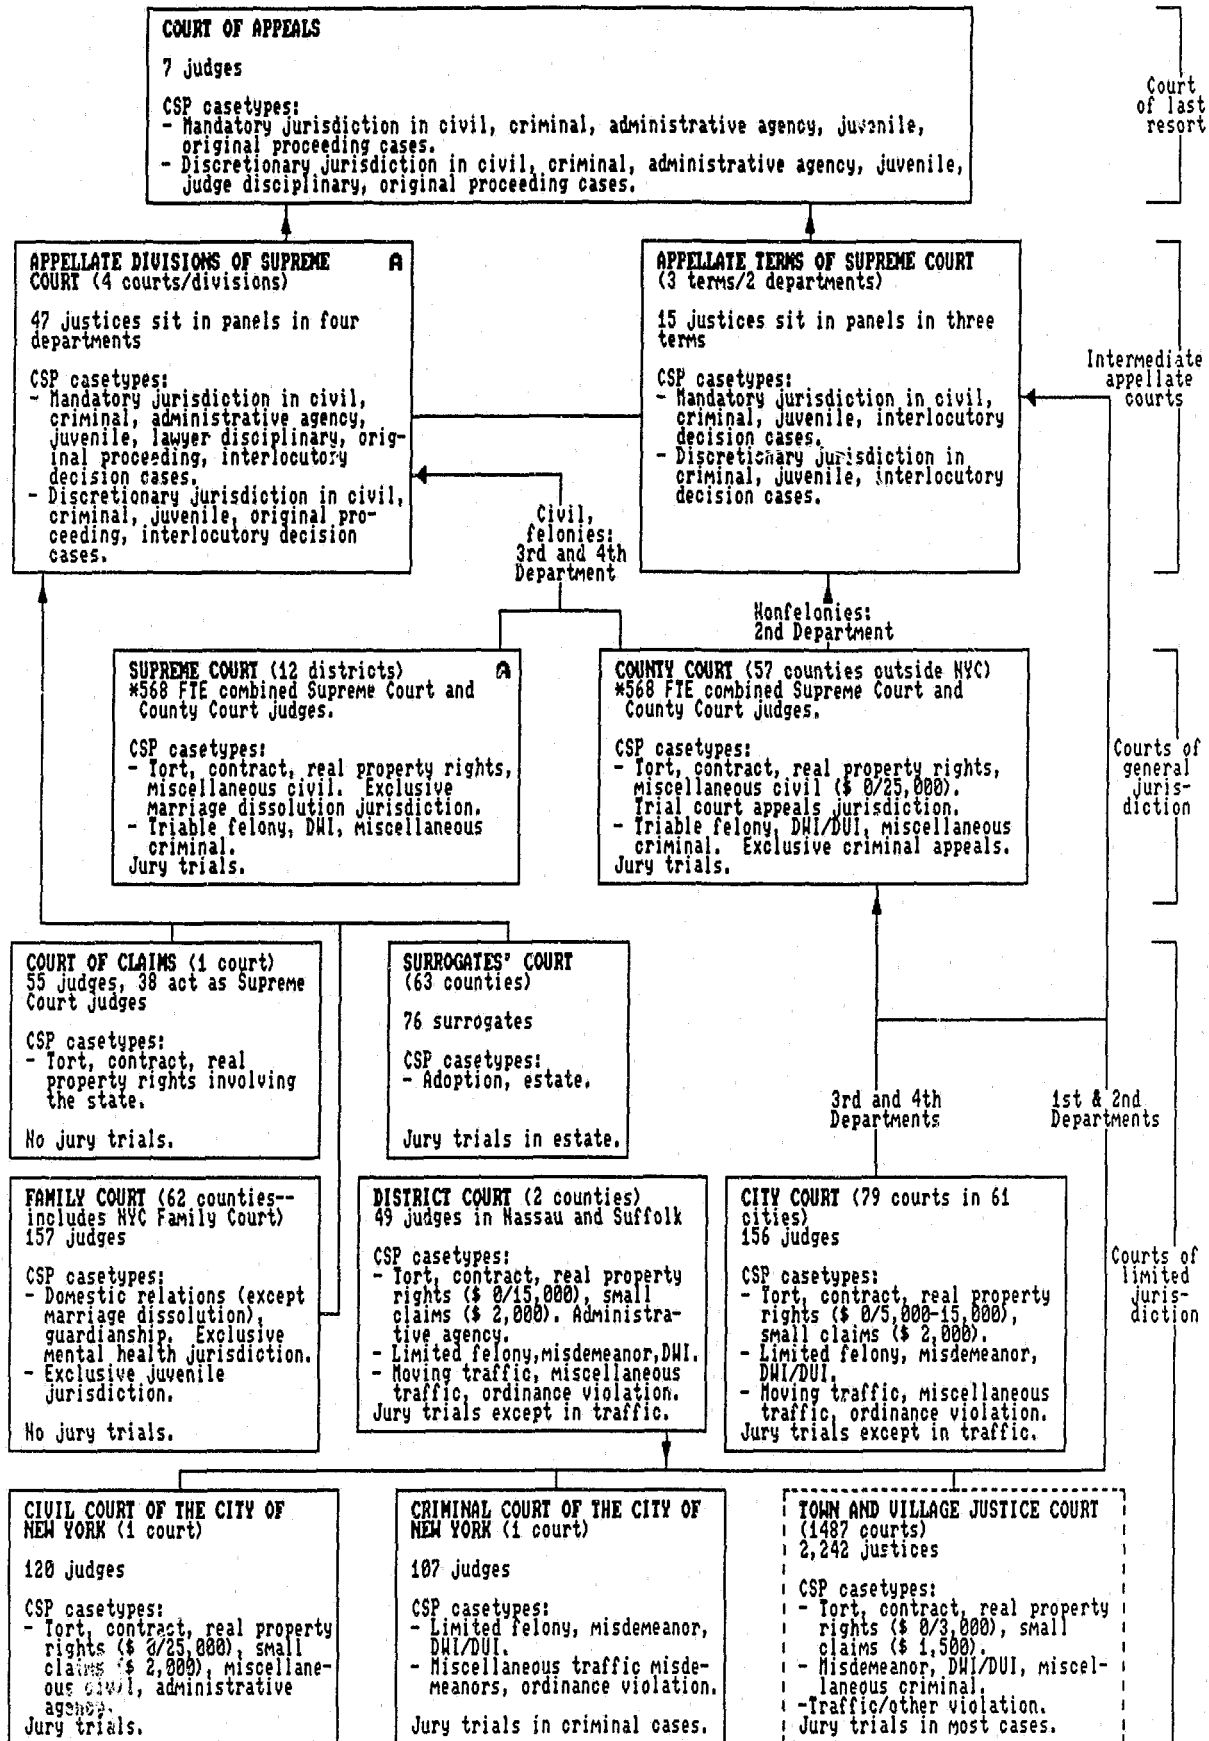 COURT OF APPEALS
7 judges
CSP casetypes:
- Mandatory jurisdiction in civil, criminal, administrative agency, juvenile,
original proceeding cases.
- Discretionary jurisdiction in civil, criminal, administrative agency, juvenile,
judge disciplinary, original proceeding cases.
Court
of last
resort
APPELLATE DIVISIONS OF SUPREME A
COURT (4 courts/divisions)
47 justices sit in panels in four
departments
CSP casetypes:
- Mandatory jurisdiction in civil,
criminal, administrative agency,
juvenile, lawyer disciplinary, orig-
inal proceeding, interlocutory
decision cases.
- Discretionary jurisdiction in civil,
criminal, juvenile, original pro-
ceeding, interlocutory decision
cases.
APPELLATE TERMS OF SUPREME COURT
(3 terms/2 departments)
15 justices sit in panels in three
terms
CSP casetypes:
- Mandatory jurisdiction in civil,
criminal, juvenile, interlocutory
decision cases.
- Discretionary jurisdiction in
criminal, juvenile, interlocutory
decision cases.
Intermediate
appellate
courts
Civil,
felonies:
3rd and 4th
Department
Nonfelonies:
2nd Department
SUPREME COURT (12 districts) A
*568 FTE combined Supreme Court and
County Court judges.
CSP casetypes:
- Tort, contract, real property rights,
miscellaneous civil. Exclusive
marriage dissolution jurisdiction.
- Triable felony, DWI, miscellaneous
criminal.
Jury trials.
COUNTY COURT (57 counties outside NYC)
*568 FTE combined Supreme Court and
County Court judges.
CSP casetypes:
- Tort, contract, real property rights,
miscellaneous civil ($ 0/25,000).
Trial court appeals jurisdiction.
- Triable felony, DWI/DUI, miscellaneous
criminal. Exclusive criminal appeals.
Jury trials.
Courts of
general
juris-
diction
COURT OF CLAIMS (1 court)
55 judges, 38 act as Supreme
Court judges
CSP casetypes:
- Tort, contract, real
property rights involving
the state.
No jury trials.
SURROGATES' COURT
(63 counties)
76 surrogates
CSP casetypes:
- Adoption, estate.
Jury trials in estate.
3rd and 4th
Departments
1st & 2nd
Departments
FAMILY COURT (62 counties--
includes NYC Family Court)
157 judges
CSP casetypes:
- Domestic relations (except
marriage dissolution),
guardianship. Exclusive
mental health jurisdiction.
- Exclusive juvenile
jurisdiction.
No jury trials.
DISTRICT COURT (2 counties)
49 judges in Nassau and Suffolk
CSP casetypes:
- Tort, contract, real property
rights ($ 0/15,000), small
claims ($ 2,000). Administra-
tive agency.
- Limited felony,misdemeanor,DWI.
- Moving traffic, miscellaneous
traffic, ordinance violation.
Jury trials except in traffic.
CITY COURT (79 courts in 61
cities)
156 judges
CSP casetypes:
- Tort, contract, real property
rights ($ 0/5,000-15,000),
small claims ($ 2,000).
- Limited felony, misdemeanor,
DWI/DUI.
- Moving traffic, miscellaneous
traffic, ordinance violation.
Jury trials except in traffic.
Courts of
limited
juris-
diction
CIVIL COURT OF THE CITY OF
NEW YORK (1 court)
120 judges
CSP casetypes:
- Tort, contract, real property
rights ($ 0/25,000), small
claims ($ 2,000), miscellane-
ous civil, administrative
agency.
Jury trials.
CRIMINAL COURT OF THE CITY OF
NEW YORK (1 court)
107 judges
CSP casetypes:
- Limited felony, misdemeanor,
DWI/DUI.
- Miscellaneous traffic misde-
meanors, ordinance violation.
Jury trials in criminal cases.
TOWN AND VILLAGE JUSTICE COURT
(1487 courts)
2,242 justices
CSP casetypes:
- Tort, contract, real property
rights ($ 0/3,000), small
claims ($ 1,500).
- Misdemeanor, DWI/DUI, miscel-
laneous criminal.
-Traffic/other violation.
Jury trials in most cases.